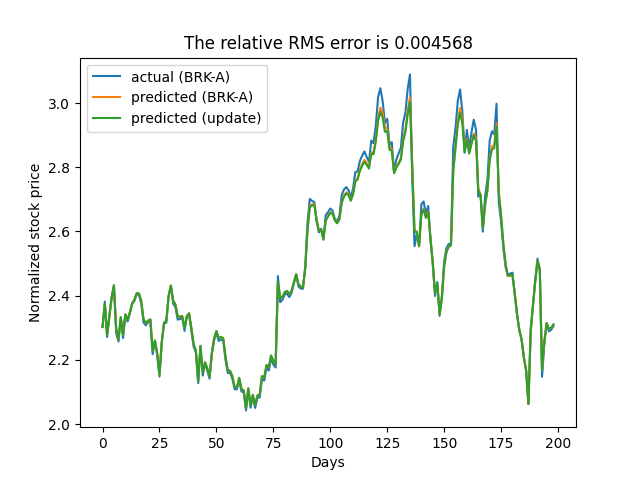 The relative RMS error is 0.004568
actual (BRK-A)
predicted (BRK-A)
predicted (update)
Normalized stock price
3.0
2.8
2.6
2.4
2.2
2.0
0 25 50 75 100 125 150 175 200
Days